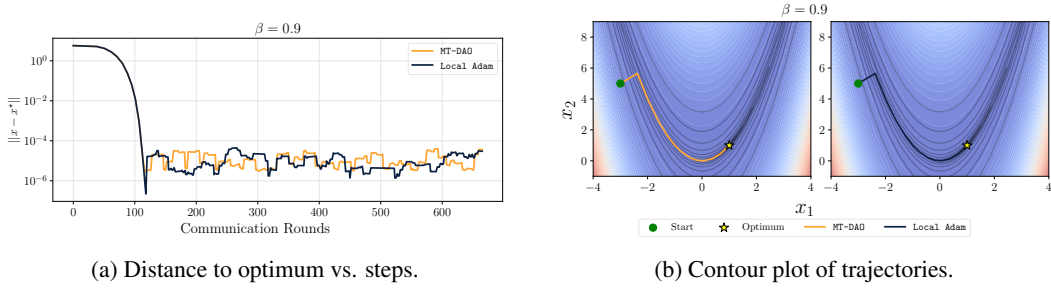 β = 0.9
MT-DAO
Local Adam
||x − x*||
10^0
10^−2
10^−4
10^−6
0 100 200 300 400 500 600
Communication Rounds
(a) Distance to optimum vs. steps.
β = 0.9
x_2
8
6
4
2
0
−4 −2 0 2 4
−4 −2 0 2 4
x_1
Start Optimum MT-DAO Local Adam
(b) Contour plot of trajectories.